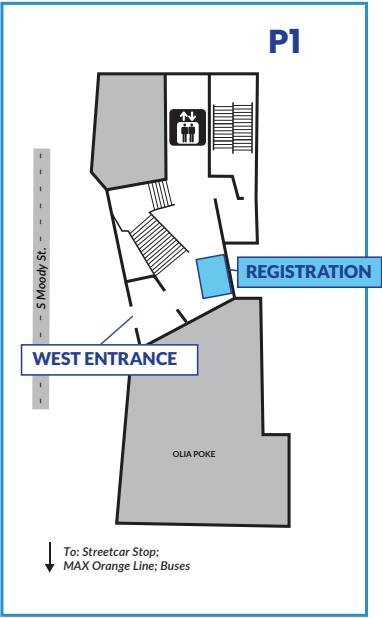 P1
S Moody St.
REGISTRATION
WEST ENTRANCE
OLIA POKE
To: Streetcar Stop;
MAX Orange Line; Buses